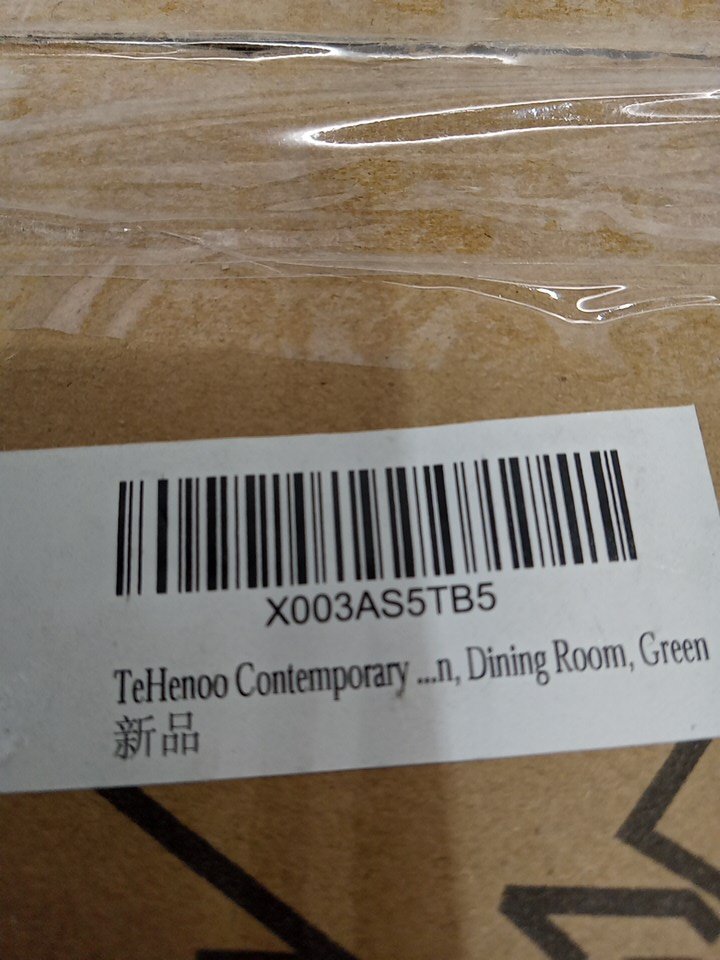 X003AS5TB5
TeHenoo Contemporary ...n, Dining Room, Green
新品